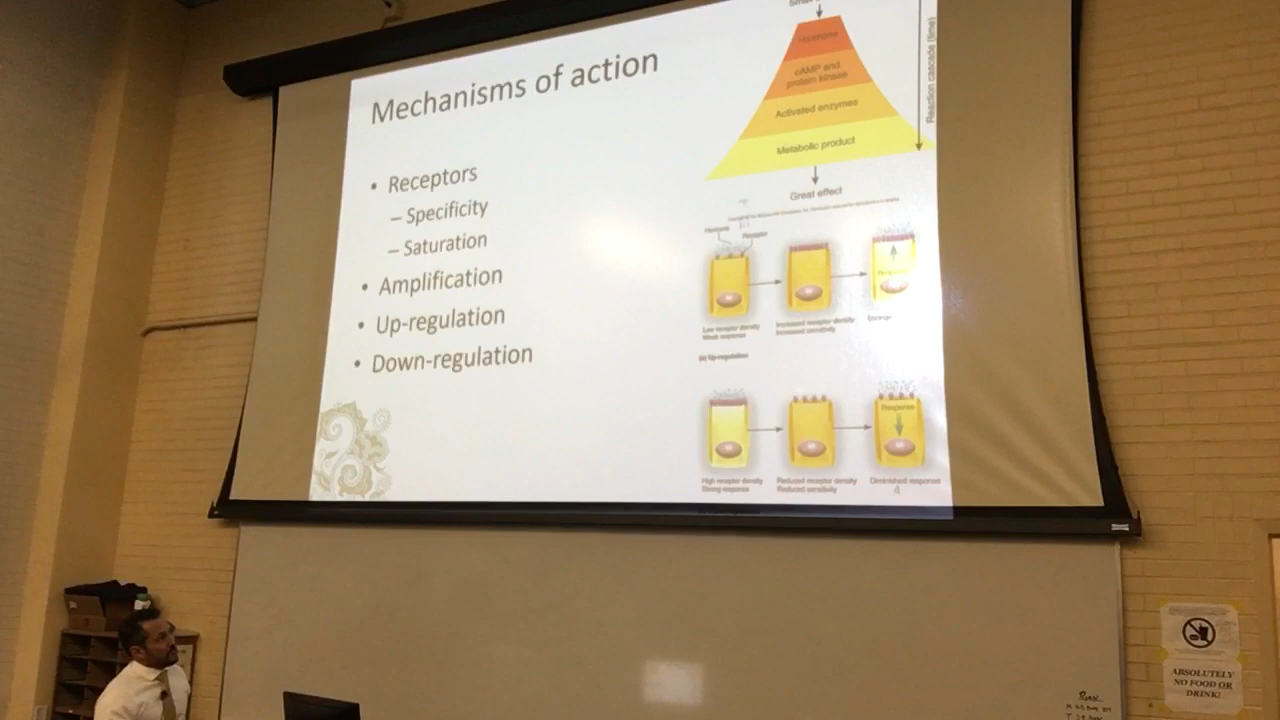 Small
Hormone
cAMP and
protein kinase
Activated enzymes
Metabolic product
Great effect
Reaction cascade (time)
Mechanisms of action
• Receptors
– Specificity
– Saturation
• Amplification
• Up-regulation
• Down-regulation
Hormone
Receptor
Low receptor density
Weak response
Increased receptor density
Increased sensitivity
(a) Up-regulation
High receptor density
Strong response
Reduced receptor density
Reduced sensitivity
Response
Diminished response
ABSOLUTELY
NO FOOD OR
DRINK!